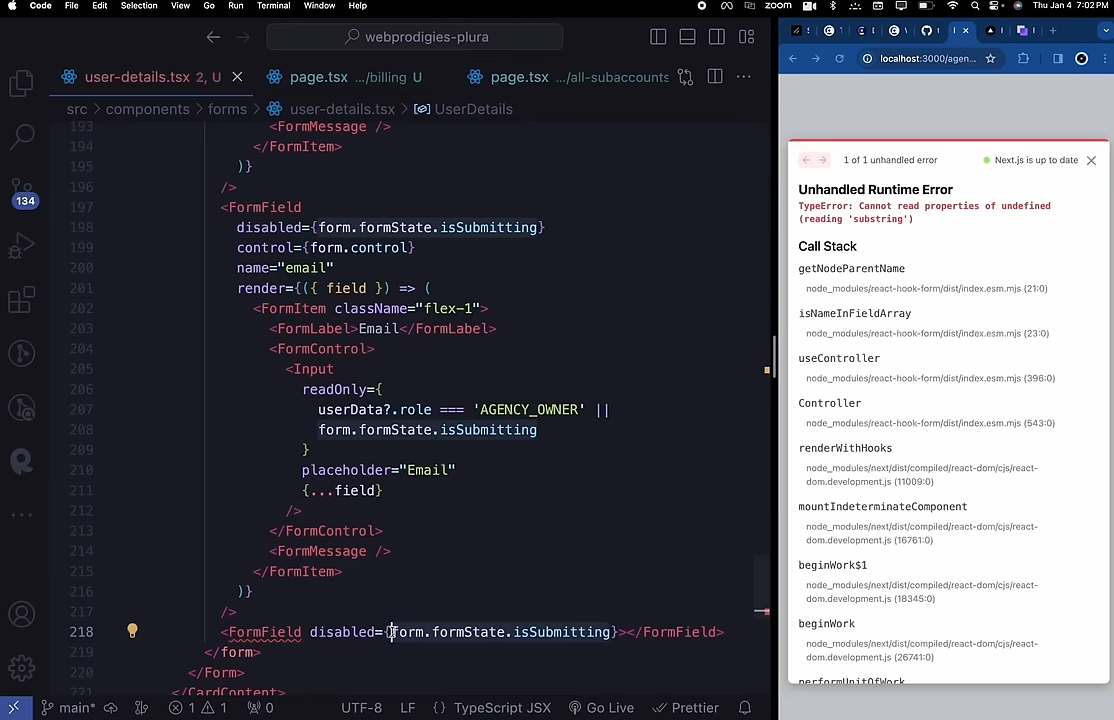 Code File Edit Selection View Go Run Terminal Window Help zoom Thu Jan 4 7:02 PM
webprodigies-plura
localhost:3000/agen...
user-details.tsx 2, U page.tsx .../billing U page.tsx .../all-subaccounts
src > components > forms > user-details.tsx > UserDetails
193 <FormMessage />
194 </FormItem>
195 )}
196 />
197 <FormField
198 disabled={form.formState.isSubmitting}
199 control={form.control}
200 name="email"
201 render={({ field }) => (
202 <FormItem className="flex-1">
203 <FormLabel>Email</FormLabel>
204 <FormControl>
205 <Input
206 readOnly={
207 userData?.role === 'AGENCY_OWNER' ||
208 form.formState.isSubmitting
209 }
210 placeholder="Email"
211 {...field}
212 />
213 </FormControl>
214 <FormMessage />
215 </FormItem>
216 )}
217 />
218 <FormField disabled={form.formState.isSubmitting}></FormField>
219 </form>
220 </Form>
221 </CardContent>
134
main* 1 1 0 UTF-8 LF {} TypeScript JSX Go Live Prettier
1 of 1 unhandled error Next.js is up to date
Unhandled Runtime Error
TypeError: Cannot read properties of undefined
(reading 'substring')
Call Stack
getNodeParentName
node_modules/react-hook-form/dist/index.esm.mjs (21:0)
isNameInFieldArray
node_modules/react-hook-form/dist/index.esm.mjs (23:0)
useController
node_modules/react-hook-form/dist/index.esm.mjs (396:0)
Controller
node_modules/react-hook-form/dist/index.esm.mjs (543:0)
renderWithHooks
node_modules/next/dist/compiled/react-dom/cjs/react-
dom.development.js (11009:0)
mountIndeterminateComponent
node_modules/next/dist/compiled/react-dom/cjs/react-
dom.development.js (16761:0)
beginWork$1
node_modules/next/dist/compiled/react-dom/cjs/react-
dom.development.js (18345:0)
beginWork
node_modules/next/dist/compiled/react-dom/cjs/react-
dom.development.js (26741:0)
performUnitOfWork